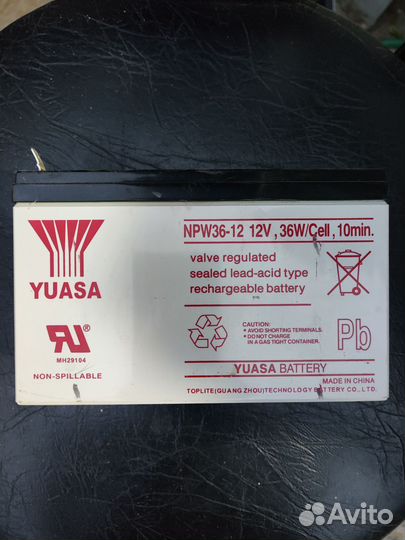 NPW36-12 12V, 36W/Cell, 10min.
valve regulated
sealed lead-acid type
rechargeable battery
YUASA
CAUTION:
• AVOID SHORTING TERMINALS.
• DO NOT CHARGE
IN A GAS TIGHT CONTAINER.
Pb
MH29104
NON-SPILLABLE
YUASA BATTERY
MADE IN CHINA
TOPLITE(GUANG ZHOU)TECHNOLOGY BATTERY CO.,LTD.
Avito